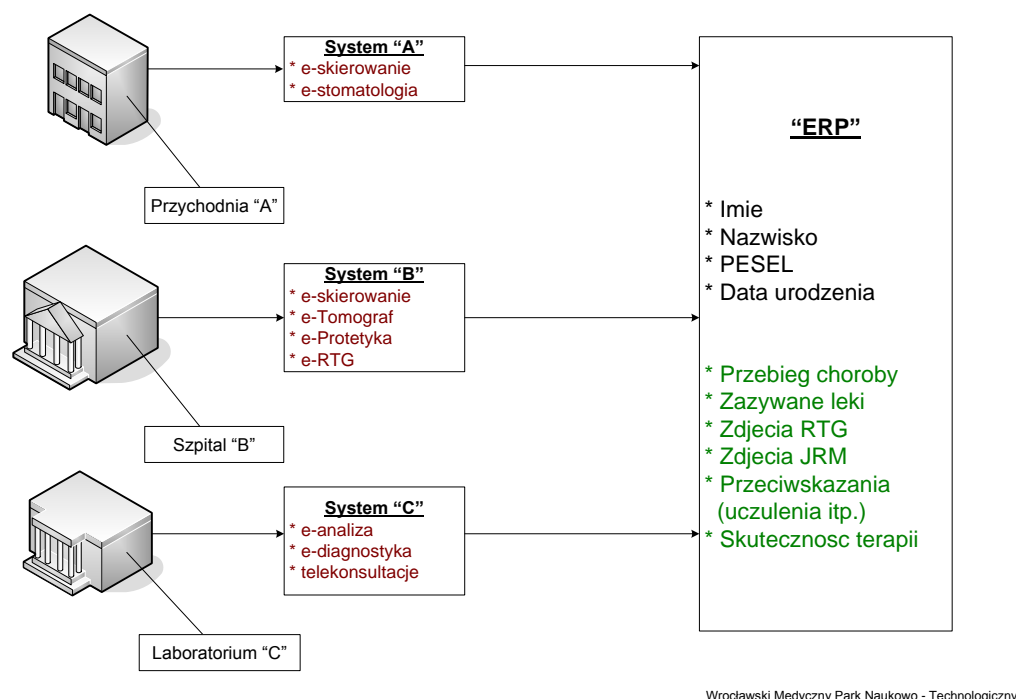 System “A”
* e-skierowanie
* e-stomatologia
Przychodnia “A”
System “B”
* e-skierowanie
* e-Tomograf
* e-Protetyka
* e-RTG
Szpital “B”
System “C”
* e-analiza
* e-diagnostyka
* telekonsultacje
Laboratorium “C”
“ERP”
* Imie
* Nazwisko
* PESEL
* Data urodzenia
* Przebieg choroby
* Zazywane leki
* Zdjecia RTG
* Zdjecia JRM
* Przeciwskazania
(uczulenia itp.)
* Skutecznosc terapii
Wrocławski Medyczny Park Naukowo - Technologiczny